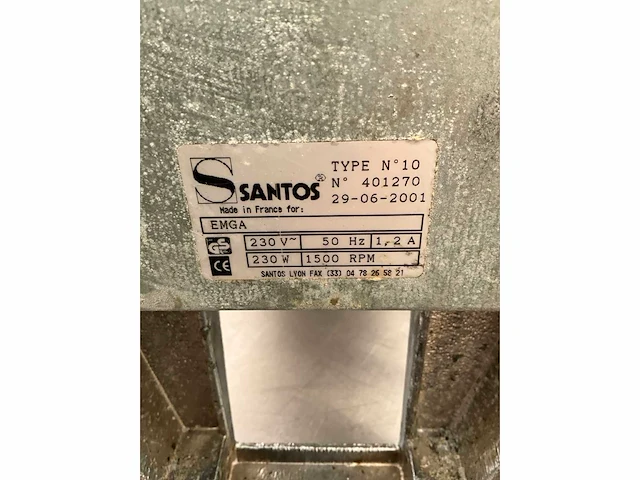 S SANTOS®
TYPE N°10
N° 401270
29-06-2001
Made in France for:
EMGA
230 V~ 50 Hz 1,2 A
230 W 1500 RPM
CE
SANTOS LYON FAX (33) 04 78 26 58 21